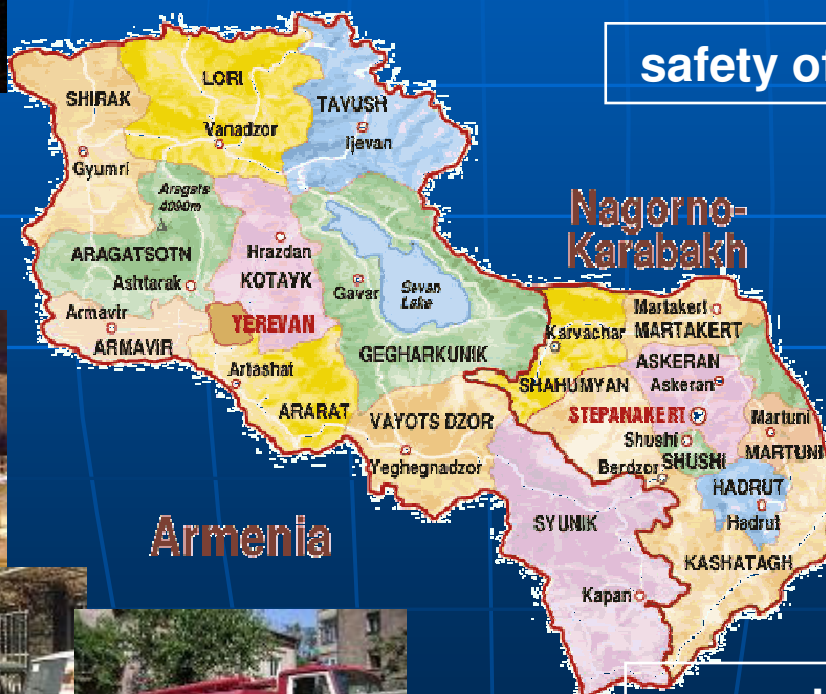 safety of
LORI
SHIRAK
TAVUSH
Vanadzor
Ijevan
Gyumri
Aragats
4090m
Nagorno-
Karabakh
ARAGATSOTN
Hrazdan
Ashtarak
KOTAYK
Gavar
Sevan
Lake
Armavir
YEREVAN
ARMAVIR
GEGHARKUNIK
Karvachar
Martakert
MARTAKERT
ASKERAN
Artashat
SHAHUMYAN
Askeran
ARARAT
VAYOTS DZOR
STEPANAKERT
Martuni
Shushi
MARTUNI
Yeghegnadzor
Berdzor
SHUSHI
HADRUT
Hadrut
Armenia
SYUNIK
KASHATAGH
Kapan